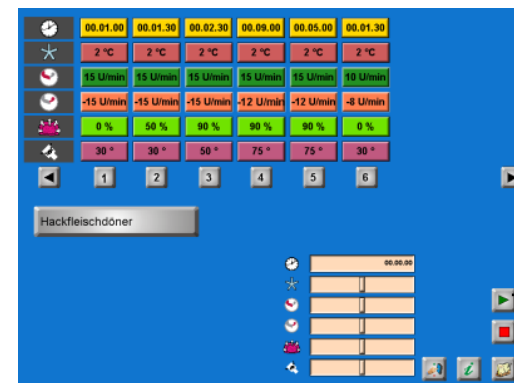 00.01.00 00.01.30 00.02.30 00.09.00 00.05.00 00.01.30
2 °C 2 °C 2 °C 2 °C 2 °C 2 °C
15 U/min 15 U/min 15 U/min 15 U/min 15 U/min 10 U/min
-15 U/min -15 U/min -15 U/min -12 U/min -12 U/min -8 U/min
0 % 50 % 90 % 90 % 90 % 0 %
30 ° 30 ° 50 ° 75 ° 75 ° 30 °
1 2 3 4 5 6
Hackfleischdöner
00.00.00
i